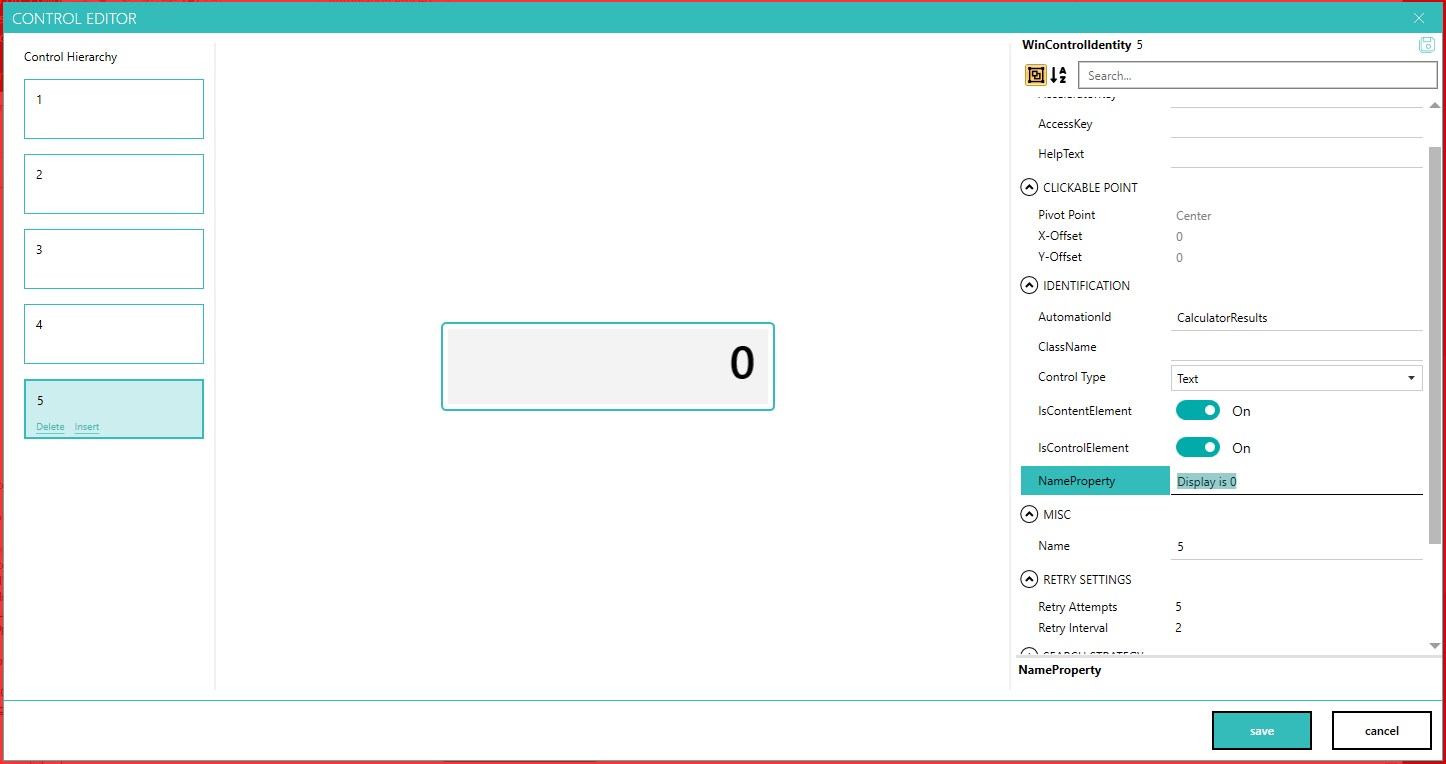 CONTROL EDITOR
Control Hierarchy
1
2
3
4
5
Delete Insert
0
WinControlIdentity 5
Search...
AccessKey
HelpText
CLICKABLE POINT
Pivot Point Center
X-Offset 0
Y-Offset 0
IDENTIFICATION
AutomationId CalculatorResults
ClassName
Control Type Text
IsContentElement On
IsControlElement On
NameProperty Display is 0
MISC
Name 5
RETRY SETTINGS
Retry Attempts 5
Retry Interval 2
SEARCH STRATEGY
NameProperty
save cancel